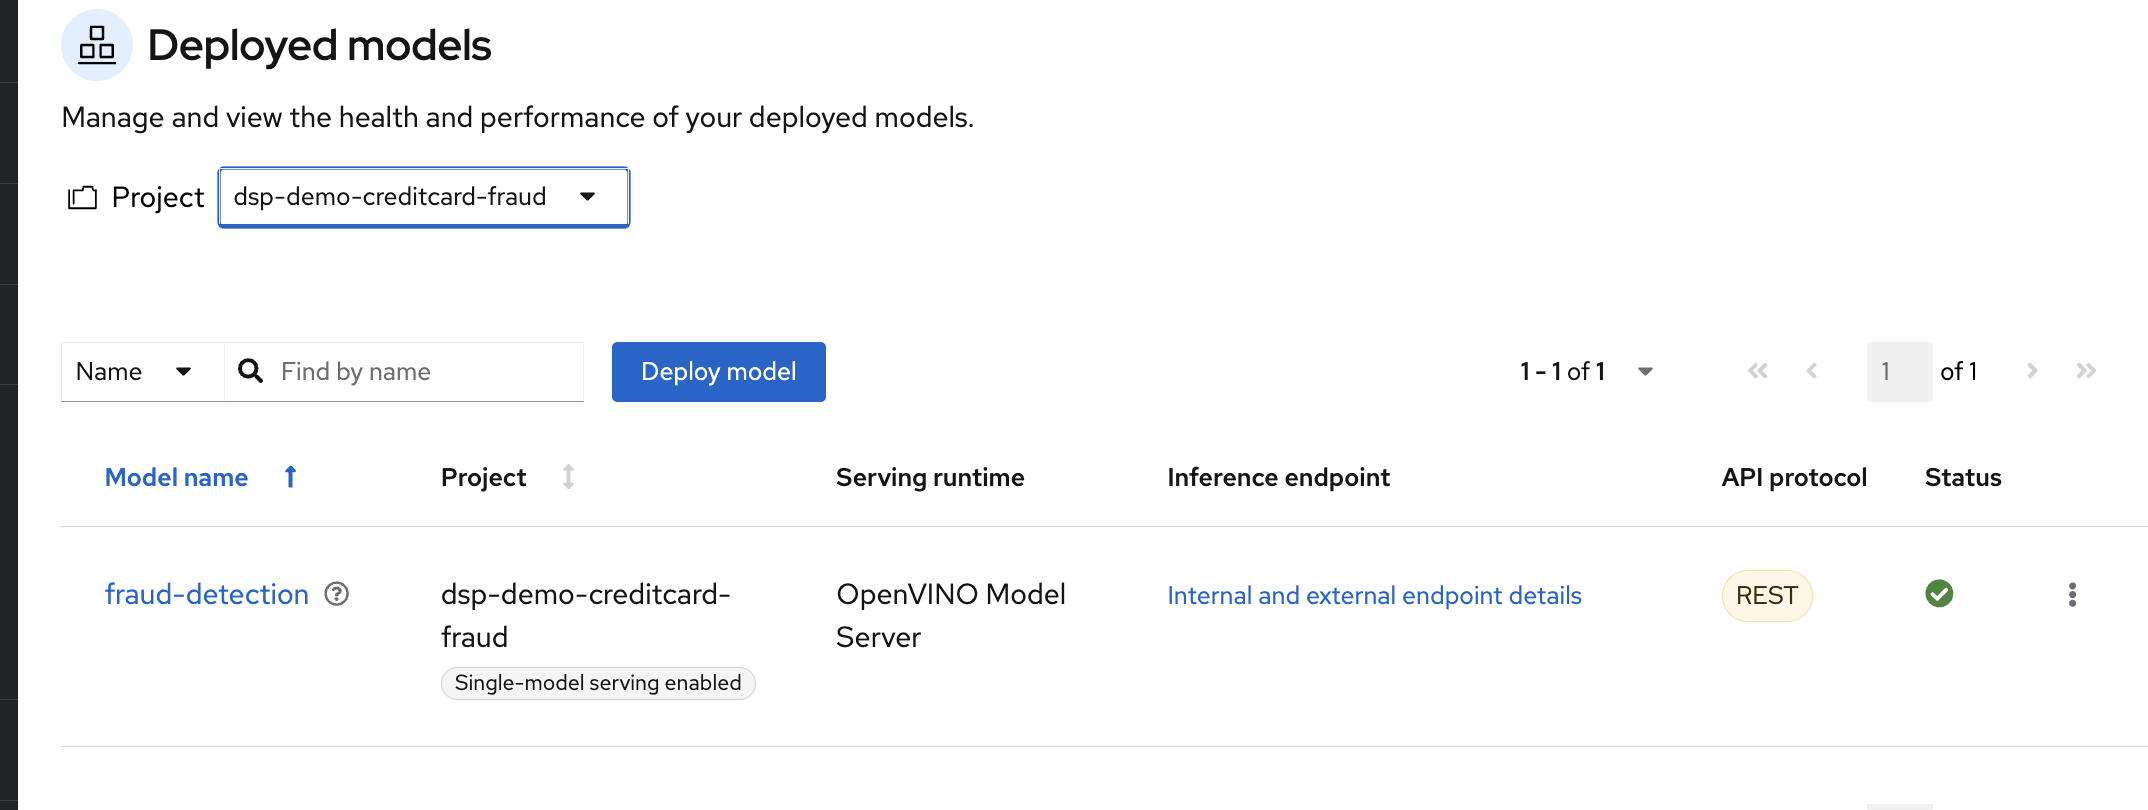 Deployed models
Manage and view the health and performance of your deployed models.
Project dsp-demo-creditcard-fraud
Name Find by name Deploy model 1 - 1 of 1 1 of 1
Model name Project Serving runtime Inference endpoint API protocol Status
fraud-detection dsp-demo-creditcard- OpenVINO Model Internal and external endpoint details REST
fraud Server
Single-model serving enabled